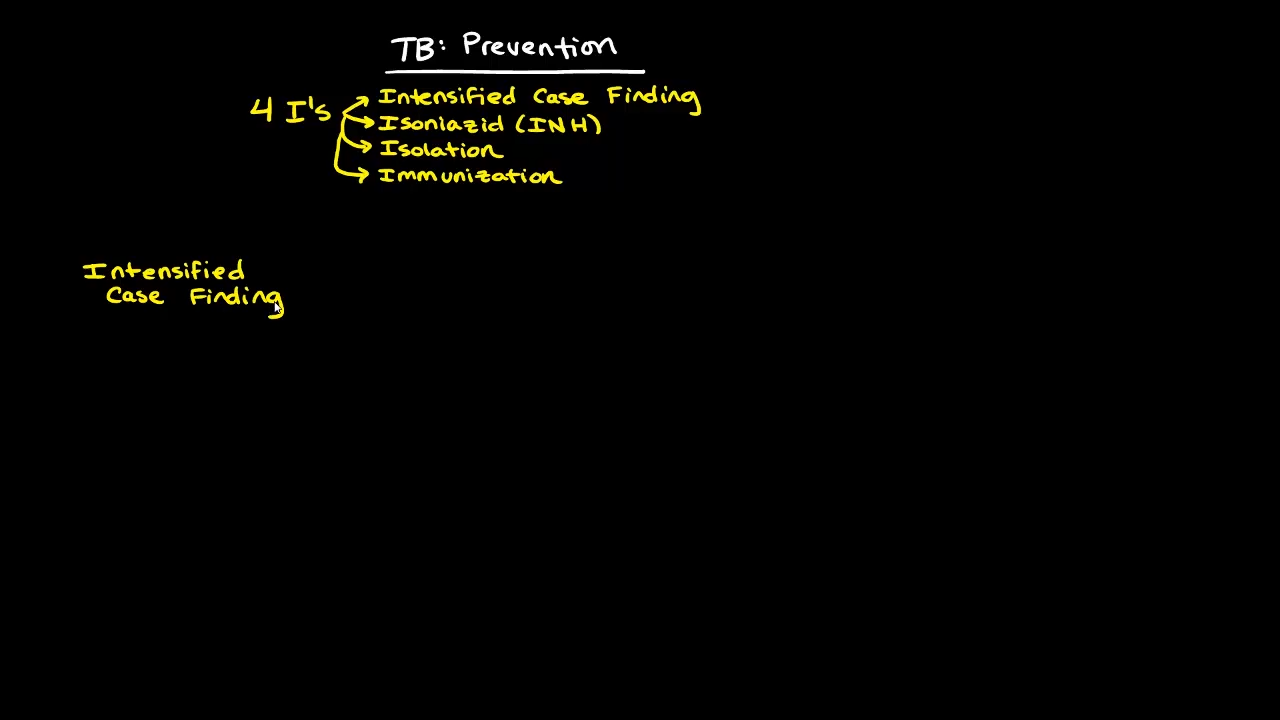 TB: Prevention
4 I's
Intensified Case Finding
Isoniazid (INH)
Isolation
Immunization
Intensified
Case Finding